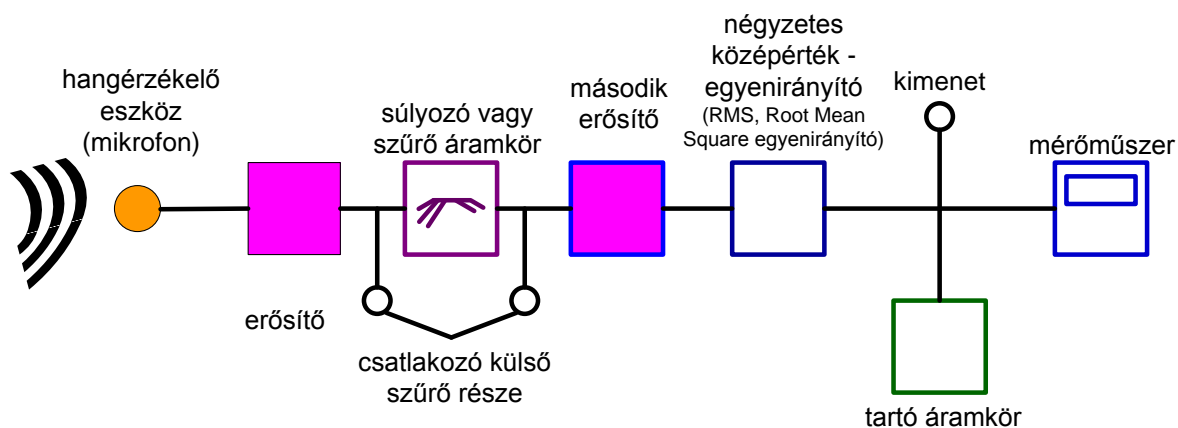 hangérzékelő
eszköz
(mikrofon)
erősítő
súlyozó vagy
szűrő áramkör
csatlakozó külső
szűrő része
második
erősítő
négyzetes
középérték -
egyenirányító
(RMS, Root Mean
Square egyenirányító)
kimenet
mérőműszer
tartó áramkör